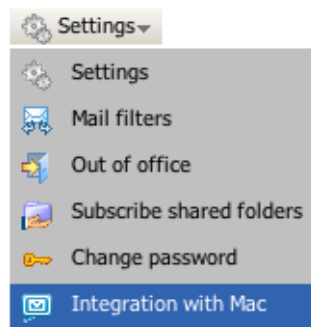 Settings
Settings
Mail filters
Out of office
Subscribe shared folders
Change password
Integration with Mac